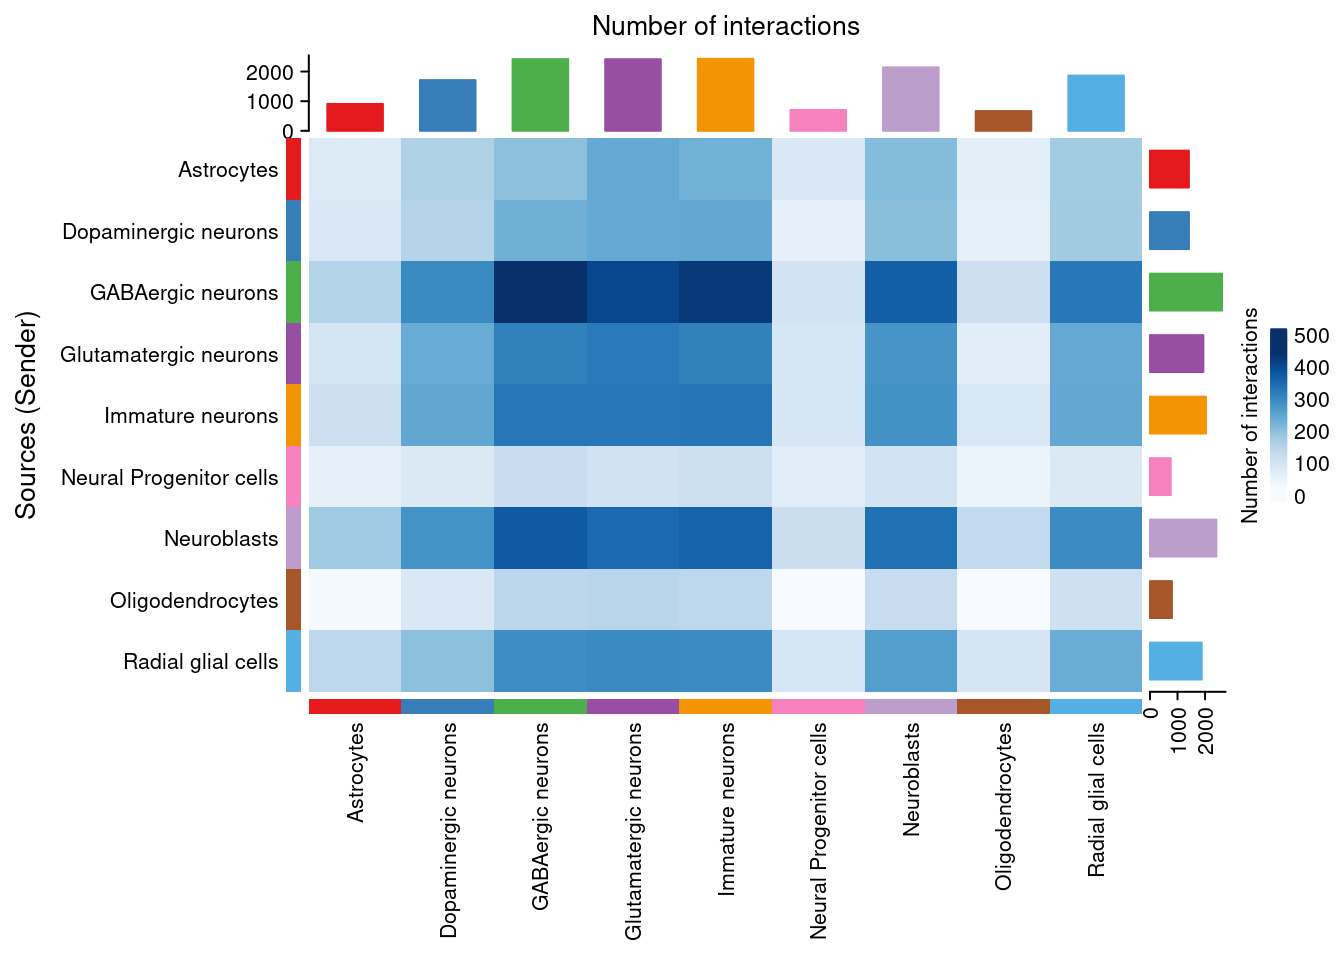 Number of interactions
2000
1000
0
Sources (Sender)
Astrocytes
Dopaminergic neurons
GABAergic neurons
Glutamatergic neurons
Immature neurons
Neural Progenitor cells
Neuroblasts
Oligodendrocytes
Radial glial cells
Astrocytes
Dopaminergic neurons
GABAergic neurons
Glutamatergic neurons
Immature neurons
Neural Progenitor cells
Neuroblasts
Oligodendrocytes
Radial glial cells
0
1000
2000
Number of interactions
500
400
300
200
100
0